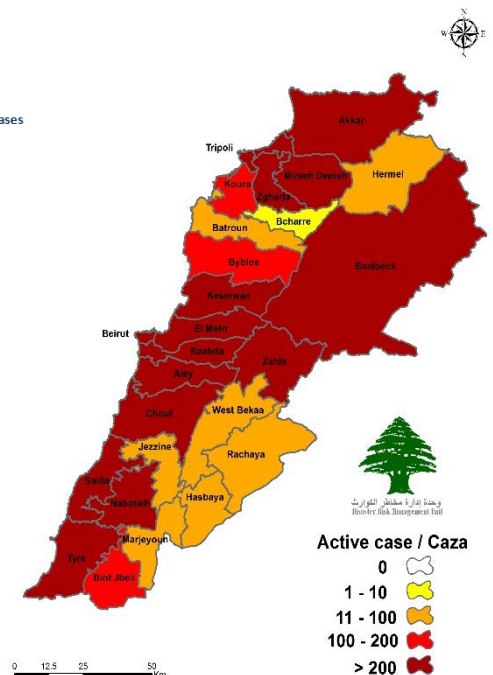 N
W E
S
ases
Akkar
Tripoli
Minieh Denieh
Hermel
Koura
Zgharta
Bcharre
Batroun
Baalbeck
Byblos
Keserwan
Beirut
El Metn
Baabda
Zahle
Aley
Chouf
West Bekaa
Jezzine
Rachaya
Saida
Hasbaya
Nabatieh
Marjeyoun
Tyre
Bint Jbeil
وحدة إدارة مخاطر الكوارث
Disaster Risk Management Unit
Active case / Caza
0
1 - 10
11 - 100
100 - 200
> 200
0 12.5 25 50
Km